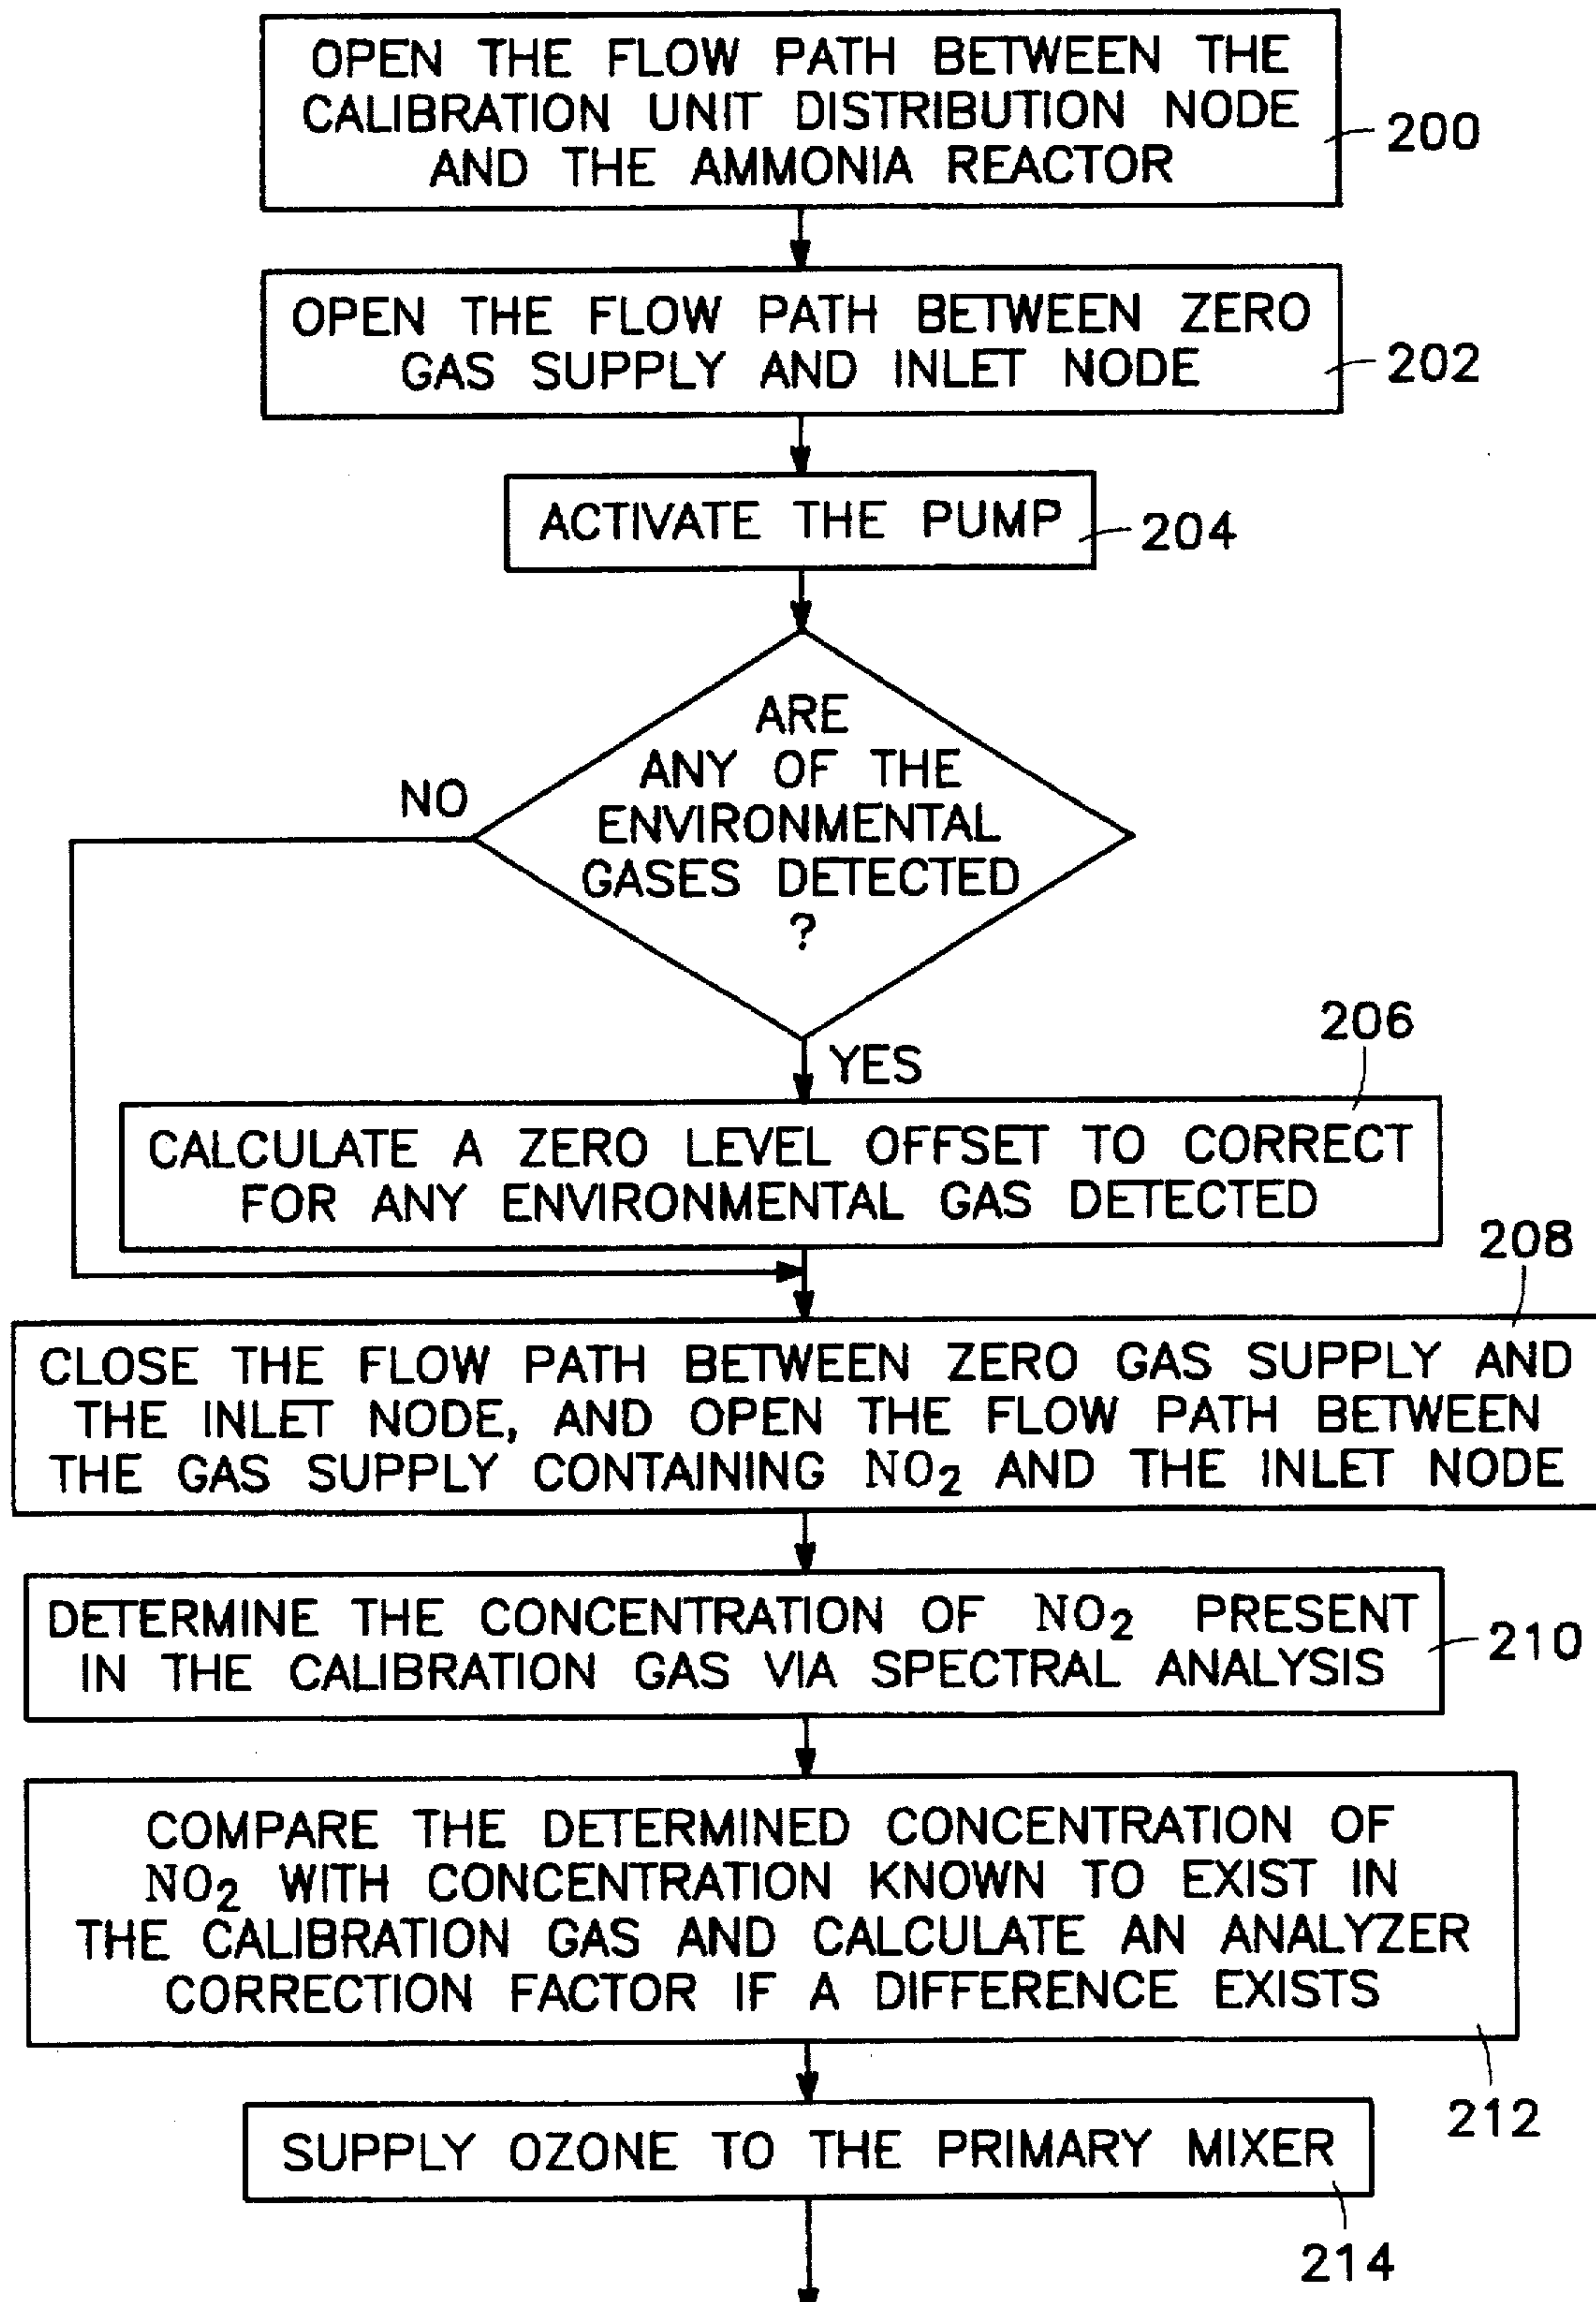 OPEN THE FLOW PATH BETWEEN THE
CALIBRATION UNIT DISTRIBUTION NODE
AND THE AMMONIA REACTOR
200
OPEN THE FLOW PATH BETWEEN ZERO
GAS SUPPLY AND INLET NODE
202
ACTIVATE THE PUMP
204
ARE
ANY OF THE
ENVIRONMENTAL
GASES DETECTED
?
NO
YES
206
CALCULATE A ZERO LEVEL OFFSET TO CORRECT
FOR ANY ENVIRONMENTAL GAS DETECTED
208
CLOSE THE FLOW PATH BETWEEN ZERO GAS SUPPLY AND
THE INLET NODE, AND OPEN THE FLOW PATH BETWEEN
THE GAS SUPPLY CONTAINING NO₂ AND THE INLET NODE
DETERMINE THE CONCENTRATION OF NO₂ PRESENT
IN THE CALIBRATION GAS VIA SPECTRAL ANALYSIS
210
COMPARE THE DETERMINED CONCENTRATION OF
NO₂ WITH CONCENTRATION KNOWN TO EXIST IN
THE CALIBRATION GAS AND CALCULATE AN ANALYZER
CORRECTION FACTOR IF A DIFFERENCE EXISTS
212
SUPPLY OZONE TO THE PRIMARY MIXER
214